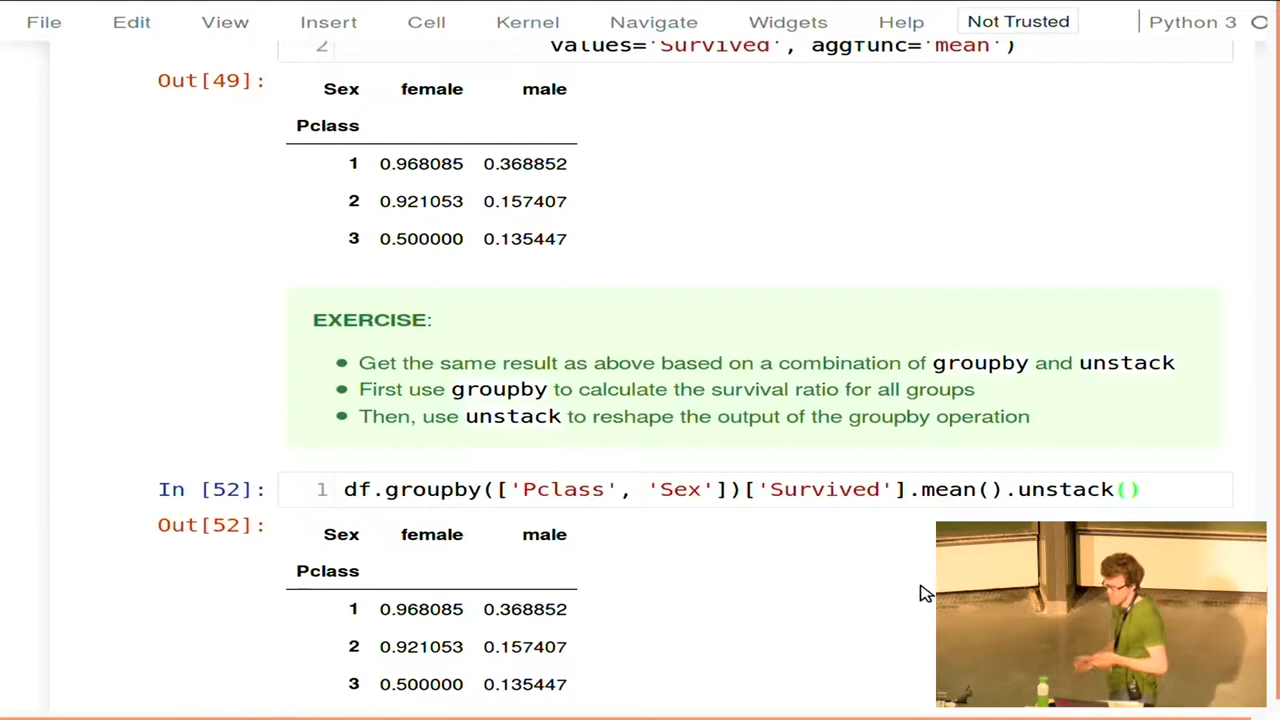 File Edit View Insert Cell Kernel Navigate Widgets Help Not Trusted Python 3
2 values='Survived', aggfunc='mean')
Out[49]:
Sex female male
Pclass
1 0.968085 0.368852
2 0.921053 0.157407
3 0.500000 0.135447
EXERCISE:
Get the same result as above based on a combination of groupby and unstack
First use groupby to calculate the survival ratio for all groups
Then, use unstack to reshape the output of the groupby operation
In [52]: 1 df.groupby(['Pclass', 'Sex'])['Survived'].mean().unstack()
Out[52]:
Sex female male
Pclass
1 0.968085 0.368852
2 0.921053 0.157407
3 0.500000 0.135447